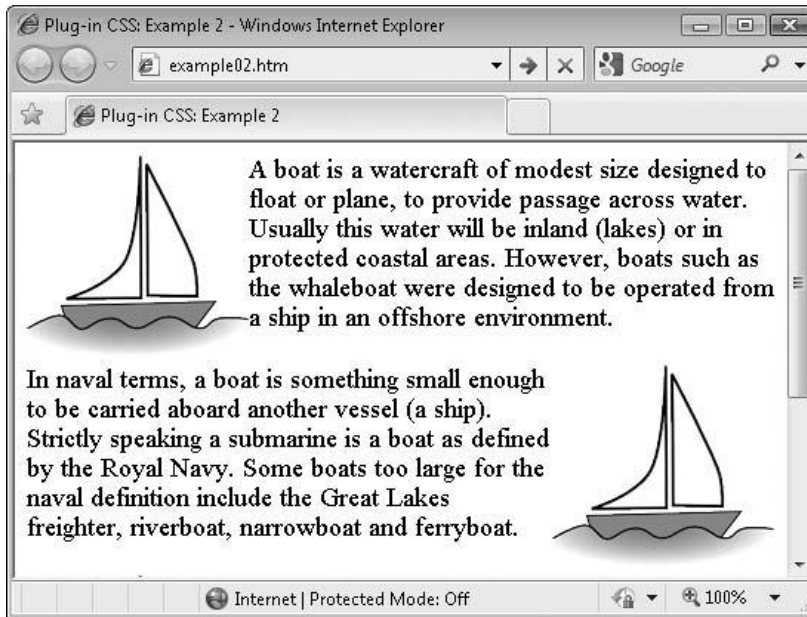 Plug-in CSS: Example 2 - Windows Internet Explorer
example02.htm
Google
Plug-in CSS: Example 2
A boat is a watercraft of modest size designed to
float or plane, to provide passage across water.
Usually this water will be inland (lakes) or in
protected coastal areas. However, boats such as
the whaleboat were designed to be operated from
a ship in an offshore environment.
In naval terms, a boat is something small enough
to be carried aboard another vessel (a ship).
Strictly speaking a submarine is a boat as defined
by the Royal Navy. Some boats too large for the
naval definition include the Great Lakes
freighter, riverboat, narrowboat and ferryboat.
Internet | Protected Mode: Off
100%